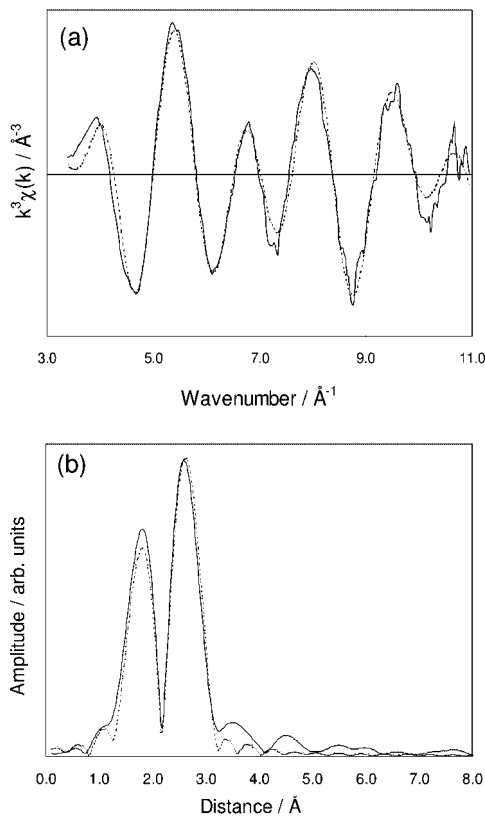 (a)
k³χ(k) / Å⁻³
3.0 5.0 7.0 9.0 11.0
Wavenumber / Å⁻¹
(b)
Amplitude / arb. units
0.0 1.0 2.0 3.0 4.0 5.0 6.0 7.0 8.0
Distance / Å